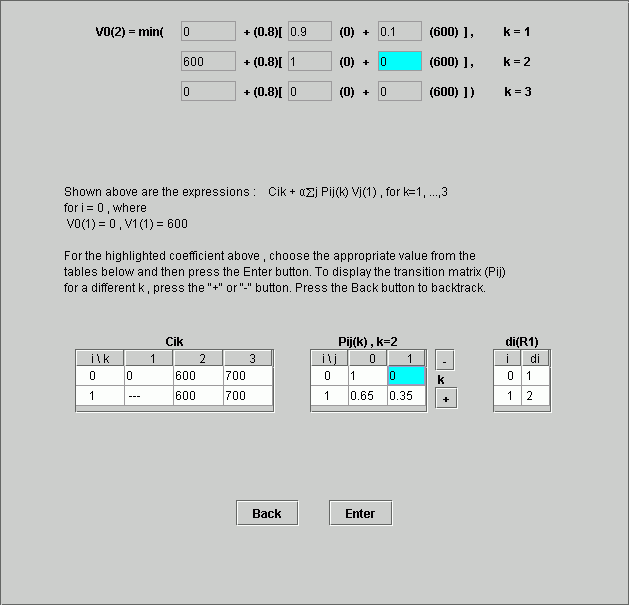 V0(2) = min( 0 + (0.8)[ 0.9 (0) + 0.1 (600) ] , k = 1
600 + (0.8)[ 1 (0) + 0 (600) ] , k = 2
0 + (0.8)[ 0 (0) + 0 (600) ] ) k = 3
Shown above are the expressions : Cik + α∑j Pij(k) Vj(1) , for k=1, ...,3
for i = 0 , where
V0(1) = 0 , V1(1) = 600
For the highlighted coefficient above , choose the appropriate value from the
tables below and then press the Enter button. To display the transition matrix (Pij)
for a different k , press the "+" or "-" button. Press the Back button to backtrack.
Cik Pij(k) , k=2 di(R1)
i \ k 1 2 3 i \ j 0 1 - i di
0 0 600 700 0 1 0 k 0 1
1 --- 600 700 1 0.65 0.35 + 1 2
Back Enter